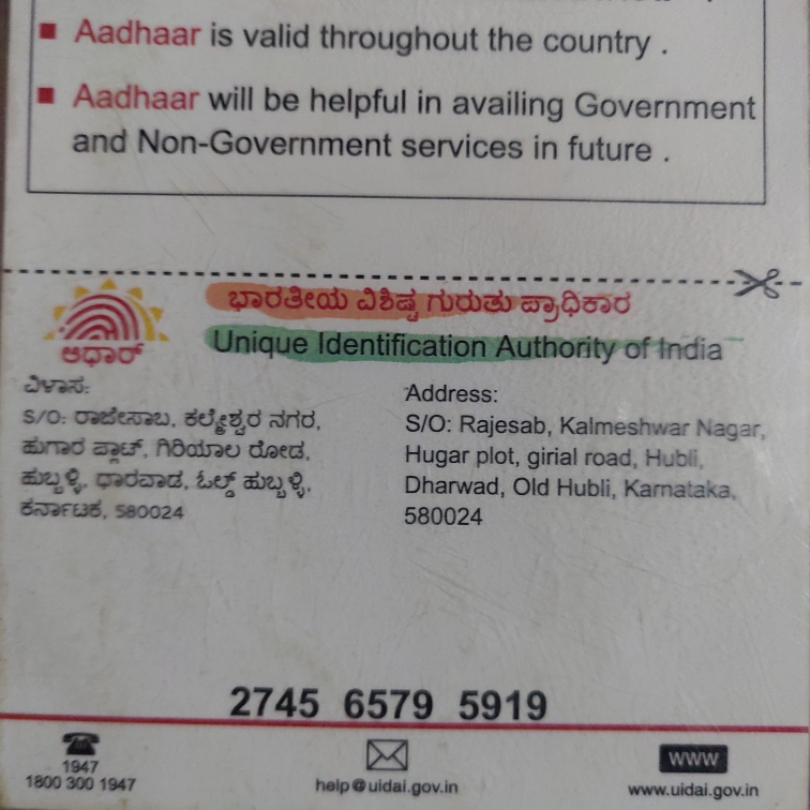 ■ Aadhaar is valid throughout the country .
■ Aadhaar will be helpful in availing Government
and Non-Government services in future .
ಭಾರತೀಯ ವಿಶಿಷ್ಟ ಗುರುತು ಪ್ರಾಧಿಕಾರ
Unique Identification Authority of India
ಆಧಾರ್
ವಿಳಾಸ:
S/O: ರಾಜೇಸಾಬ, ಕಲ್ಮೇಶ್ವರ ನಗರ,
ಹುಗಾರ ಪ್ಲಾಟ್, ಗಿರಿಯಾಲ ರೋಡ,
ಹುಬ್ಬಳ್ಳಿ, ಧಾರವಾಡ, ಓಲ್ಡ್ ಹುಬ್ಬಳ್ಳಿ,
ಕರ್ನಾಟಕ, 580024
Address:
S/O: Rajesab, Kalmeshwar Nagar,
Hugar plot, girial road, Hubli,
Dharwad, Old Hubli, Karnataka,
580024
2745 6579 5919
1947
1800 300 1947
help@uidai.gov.in
www
www.uidai.gov.in